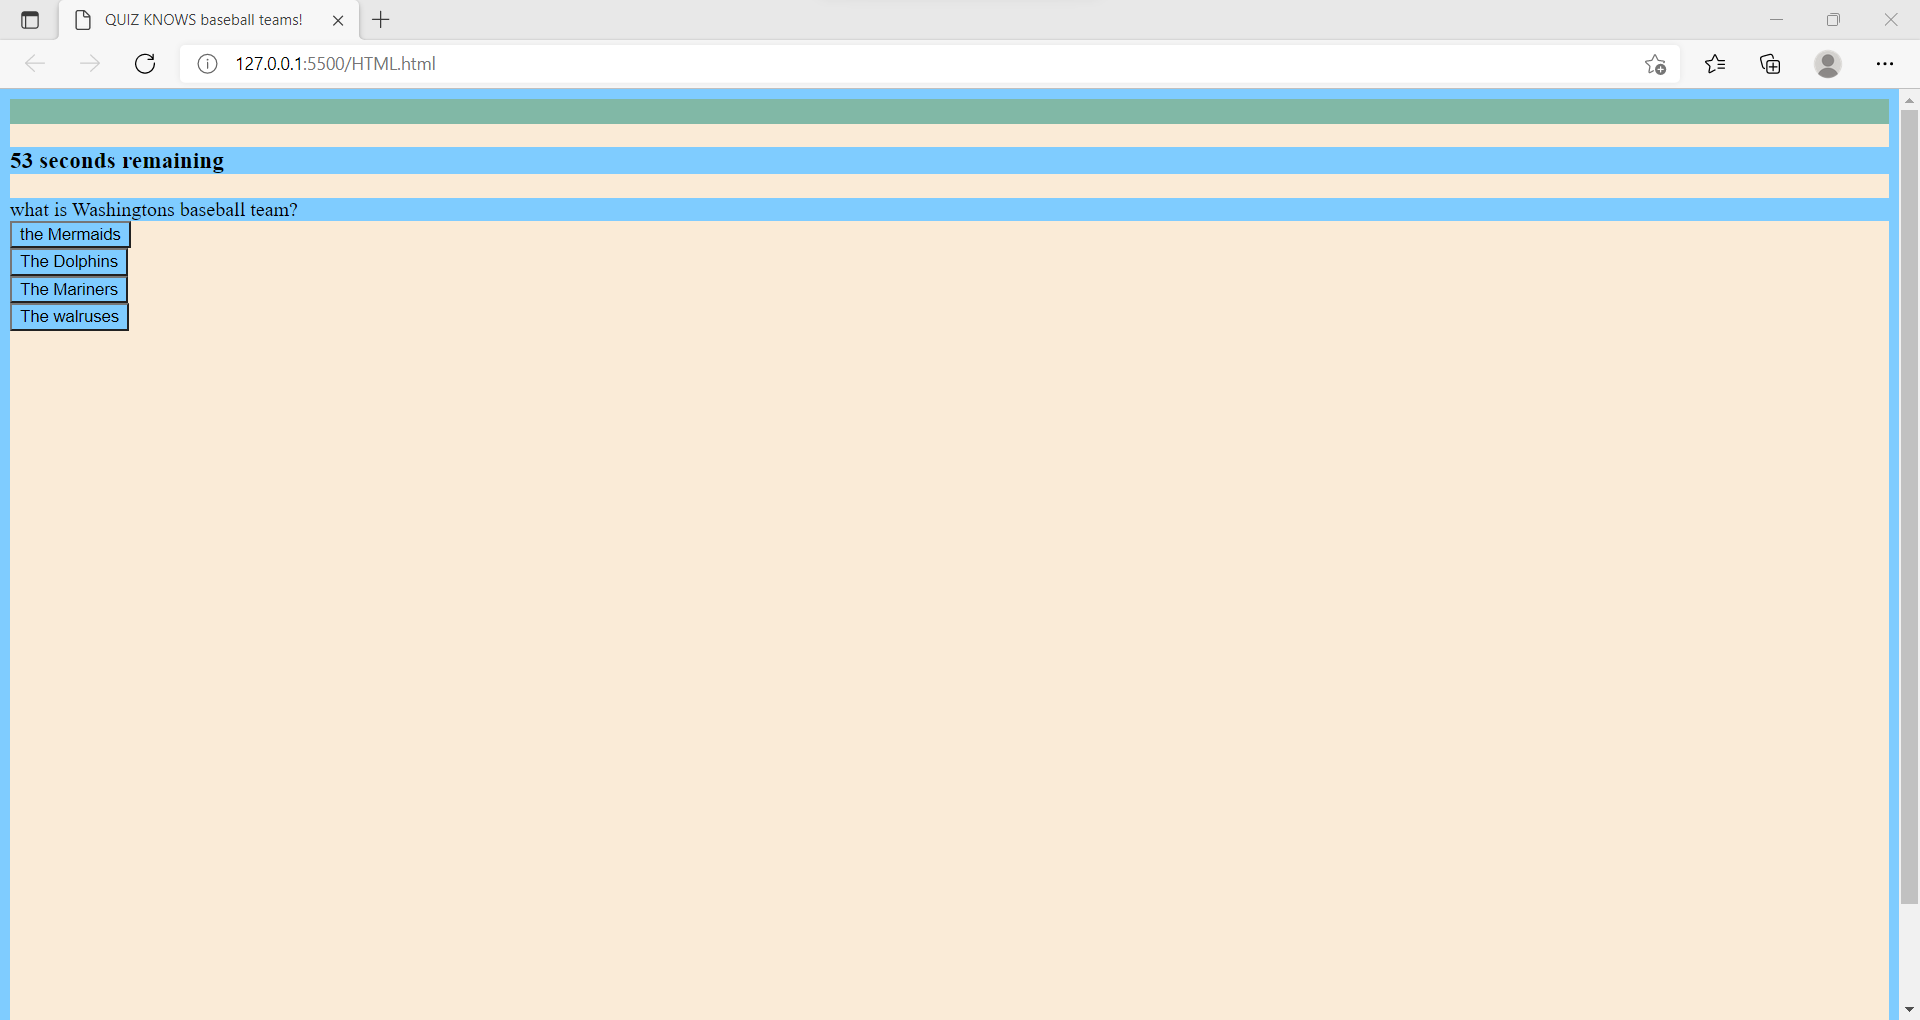 QUIZ KNOWS baseball teams!
127.0.0.1:5500/HTML.html
53 seconds remaining
what is Washingtons baseball team?
the Mermaids
The Dolphins
The Mariners
The walruses